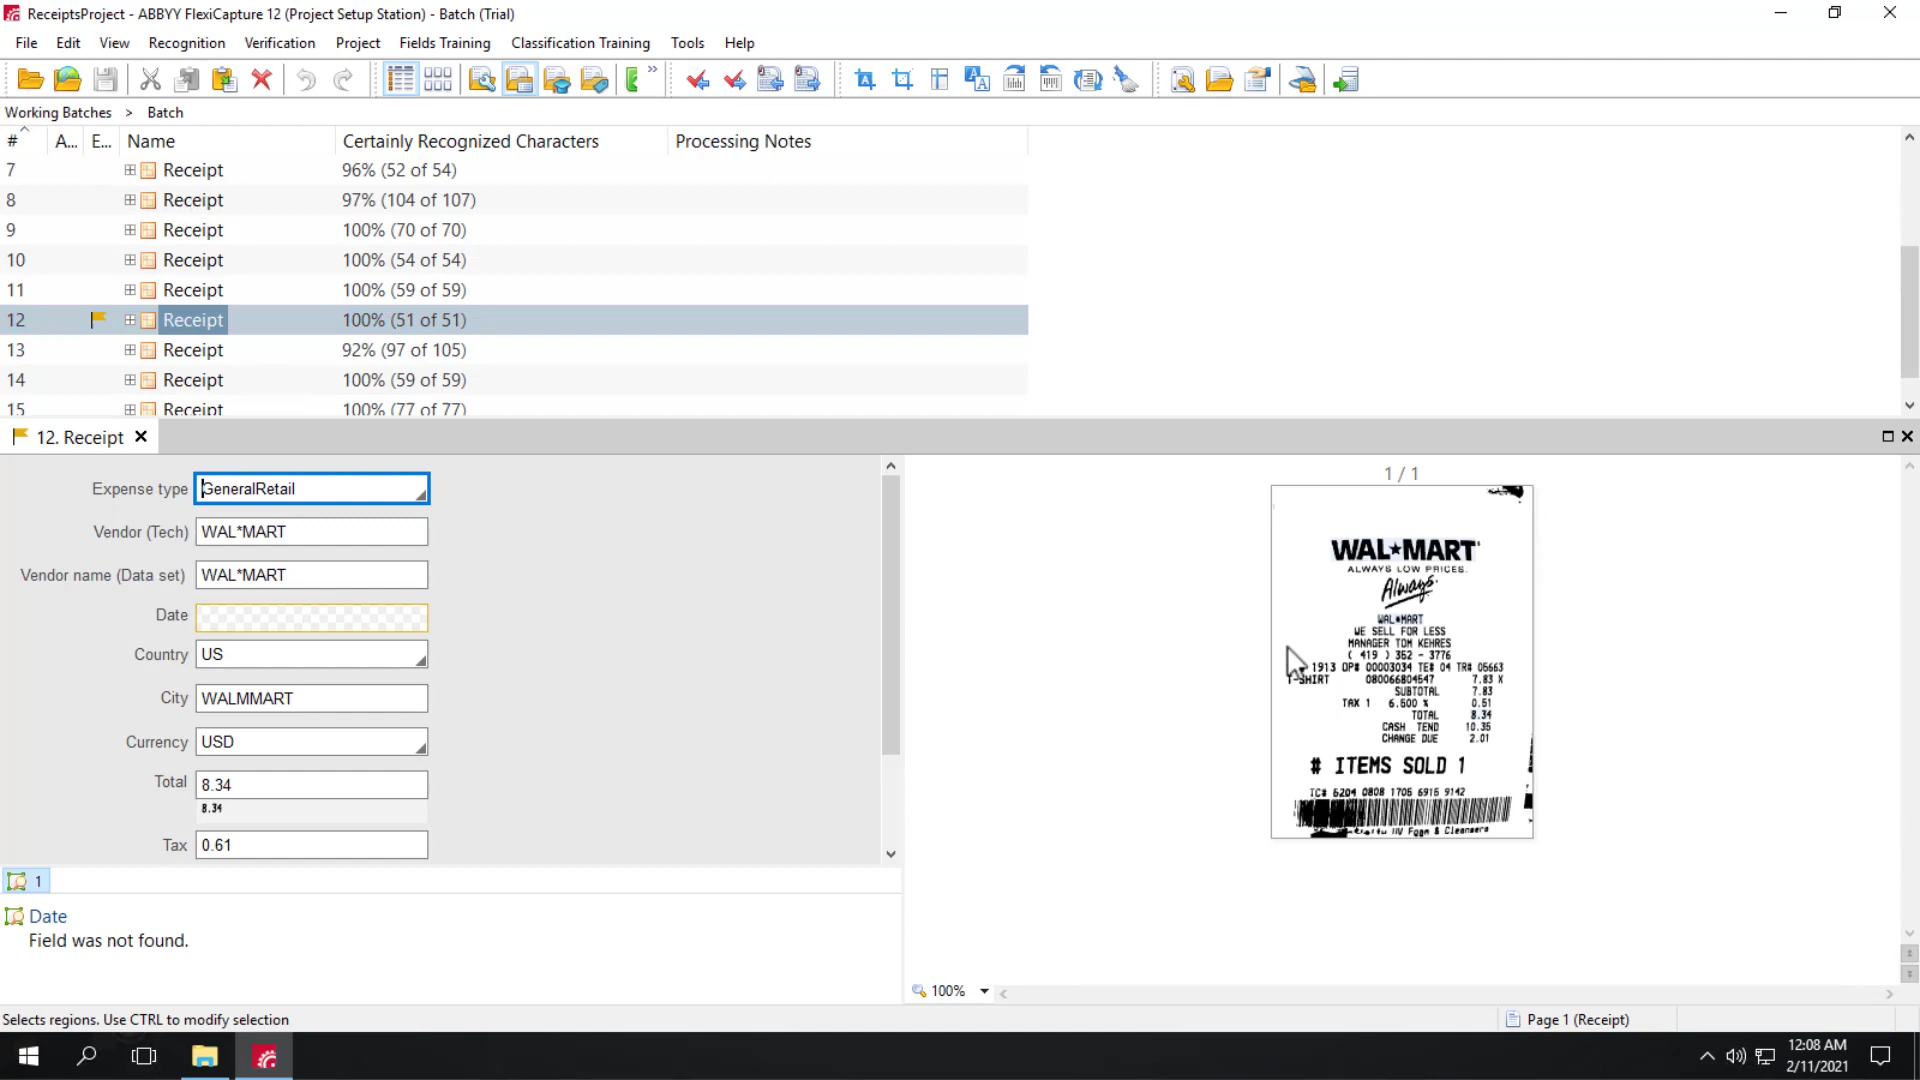 ReceiptsProject - ABBYY FlexiCapture 12 (Project Setup Station) - Batch (Trial)
File Edit View Recognition Verification Project Fields Training Classification Training Tools Help
Working Batches > Batch
# A... E... Name Certainly Recognized Characters Processing Notes
7 Receipt 96% (52 of 54)
8 Receipt 97% (104 of 107)
9 Receipt 100% (70 of 70)
10 Receipt 100% (54 of 54)
11 Receipt 100% (59 of 59)
12 Receipt 100% (51 of 51)
13 Receipt 92% (97 of 105)
14 Receipt 100% (59 of 59)
15 Receipt 100% (77 of 77)
12. Receipt
Expense type GeneralRetail
Vendor (Tech) WAL*MART
Vendor name (Data set) WAL*MART
Date
Country US
City WALMMART
Currency USD
Total 8.34
8.34
Tax 0.61
1
Date
Field was not found.
1 / 1
WAL★MART
ALWAYS LOW PRICES.
Always.
WAL★MART
WE SELL FOR LESS
MANAGER TOM KEHRES
( 419 ) 352 - 3776
1913 OP# 00003034 TE# 04 TR# 05663
T-SHIRT 080066804547 7.83 X
SUBTOTAL 7.83
TAX 1 6.500 % 0.51
TOTAL 8.34
CASH TEND 10.35
CHANGE DUE 2.01
# ITEMS SOLD 1
TC# 5204 0808 1705 6915 9142
Foam & Cleansers
100%
Selects regions. Use CTRL to modify selection
Page 1 (Receipt)
12:08 AM
2/11/2021